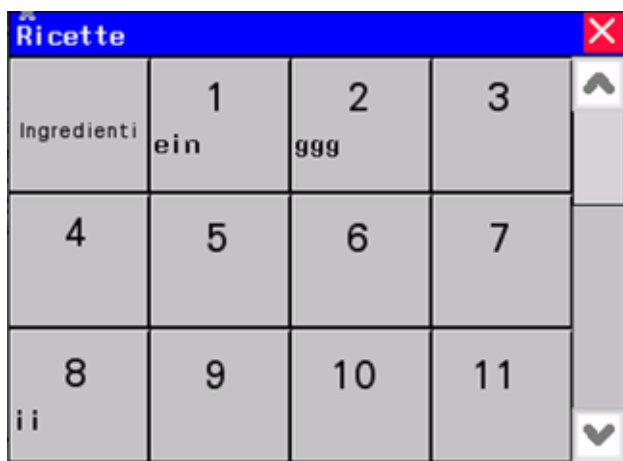 Ricette
1 2 3
Ingredienti
ein ggg
4 5 6 7
8 9 10 11
ii